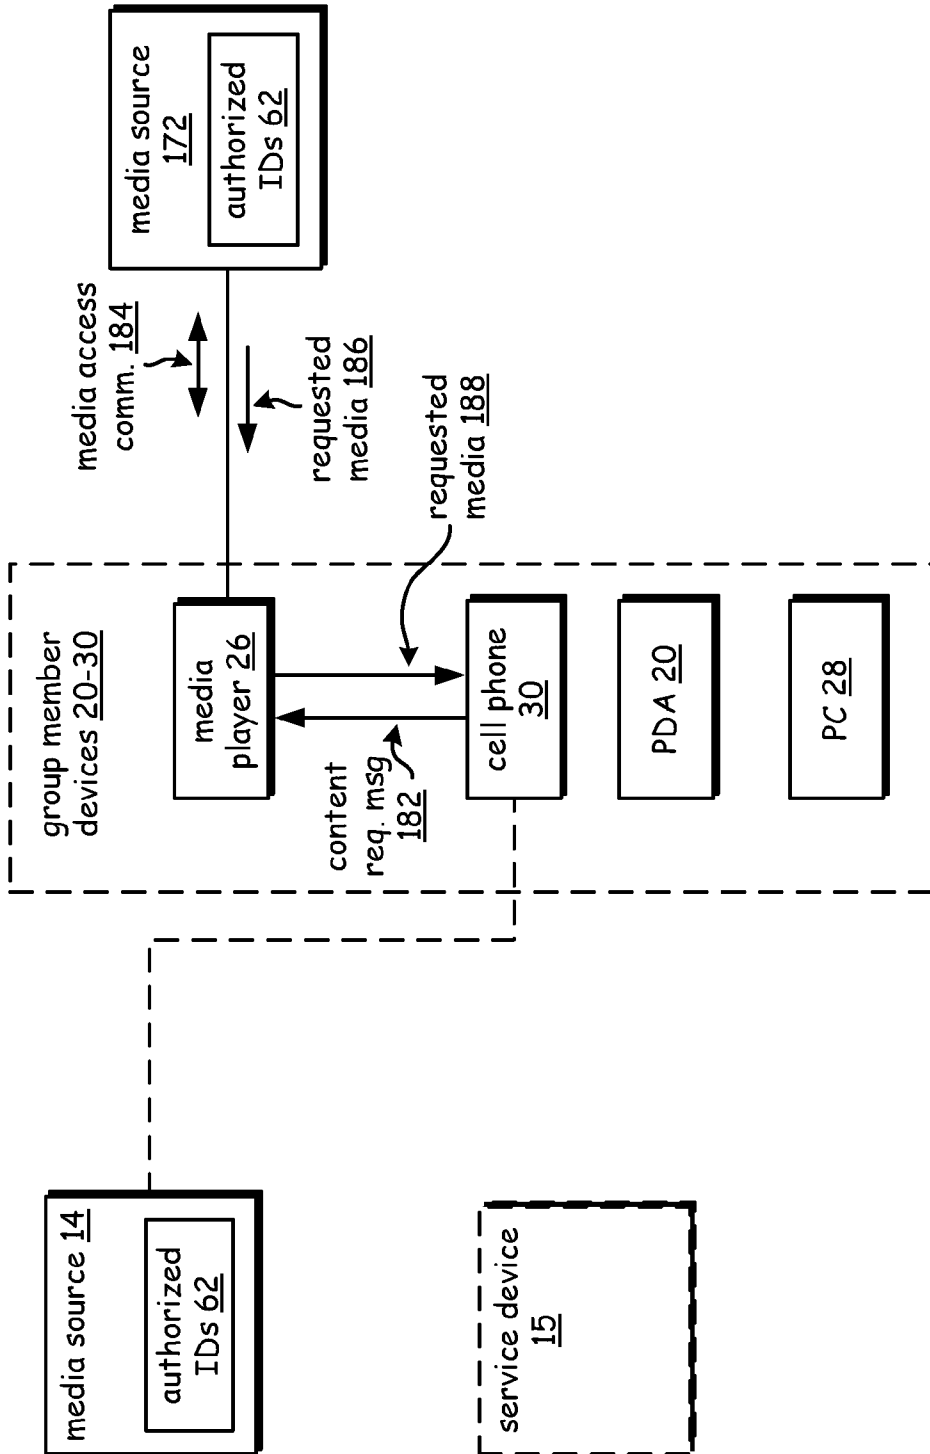 media source 14
authorized
IDs 62
service device
15
group member
devices 20-30
media
player 26
content
req. msg
182
cell phone
30
PDA 20
PC 28
requested
media 188
media access
comm. 184
requested
media 186
media source
172
authorized
IDs 62